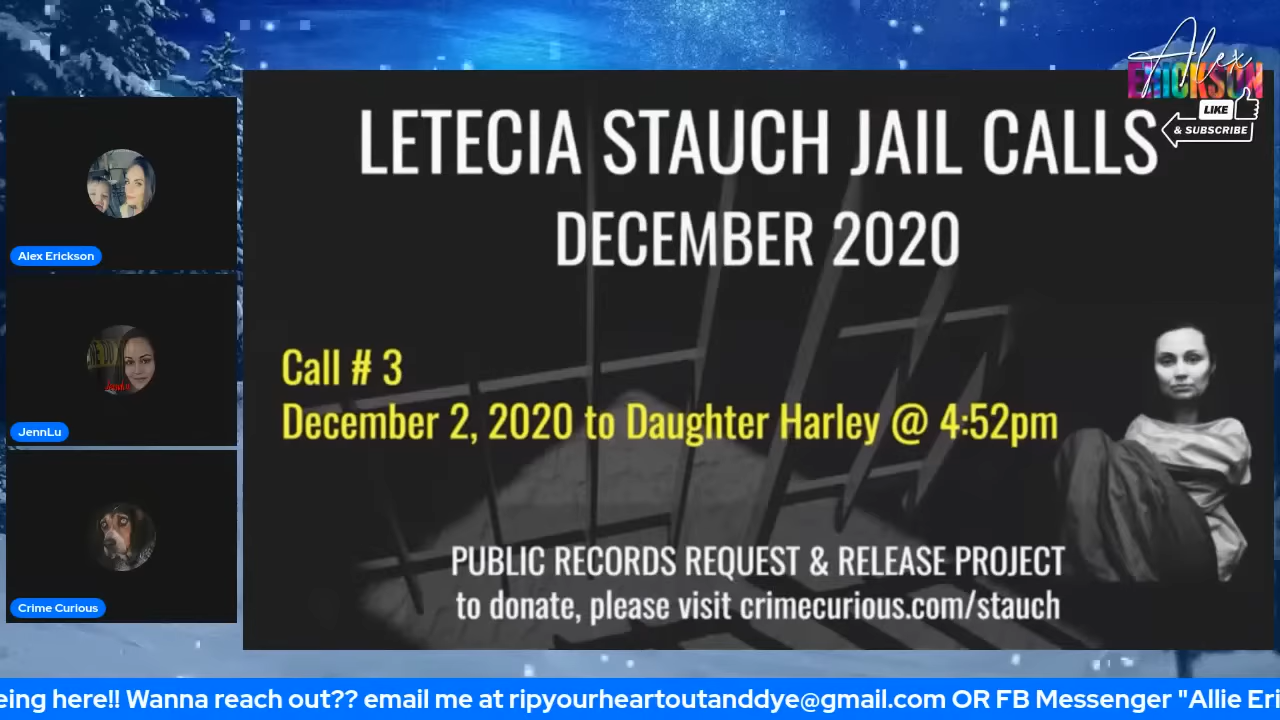 Alex
ERICKSON
LIKE
& SUBSCRIBE
LETECIA STAUCH JAIL CALLS
DECEMBER 2020
Call # 3
December 2, 2020 to Daughter Harley @ 4:52pm
PUBLIC RECORDS REQUEST & RELEASE PROJECT
to donate, please visit crimecurious.com/stauch
Alex Erickson
JennLu
Crime Curious
eing here!! Wanna reach out?? email me at ripyourheartoutanddye@gmail.com OR FB Messenger "Allie Eri